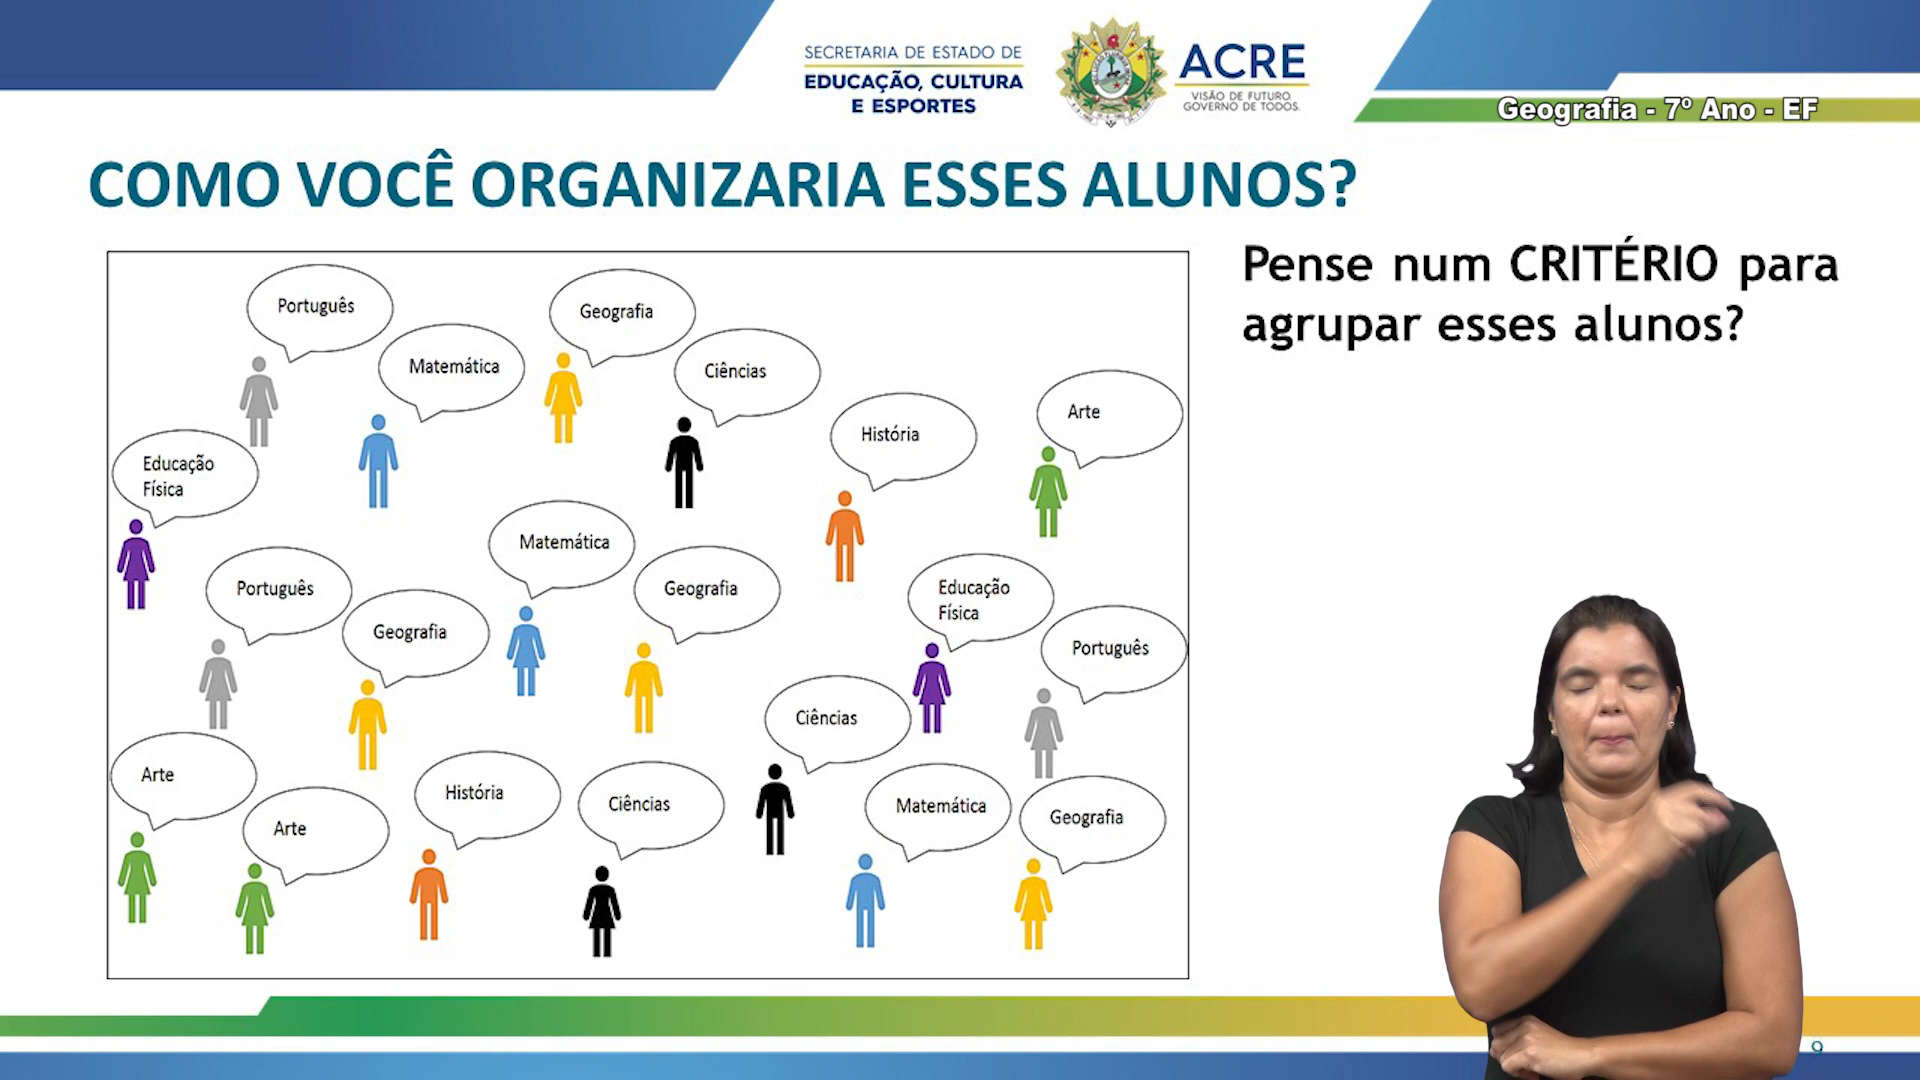 SECRETARIA DE ESTADO DE
EDUCAÇÃO, CULTURA
E ESPORTES
ACRE
VISÃO DE FUTURO.
GOVERNO DE TODOS.
Geografia - 7º Ano - EF
COMO VOCÊ ORGANIZARIA ESSES ALUNOS?
Pense num CRITÉRIO para
agrupar esses alunos?
Português
Geografia
Matemática
Ciências
Arte
História
Educação
Física
Matemática
Português
Geografia
Educação
Física
Geografia
Português
Ciências
Arte
História
Ciências
Matemática
Geografia
Arte
9